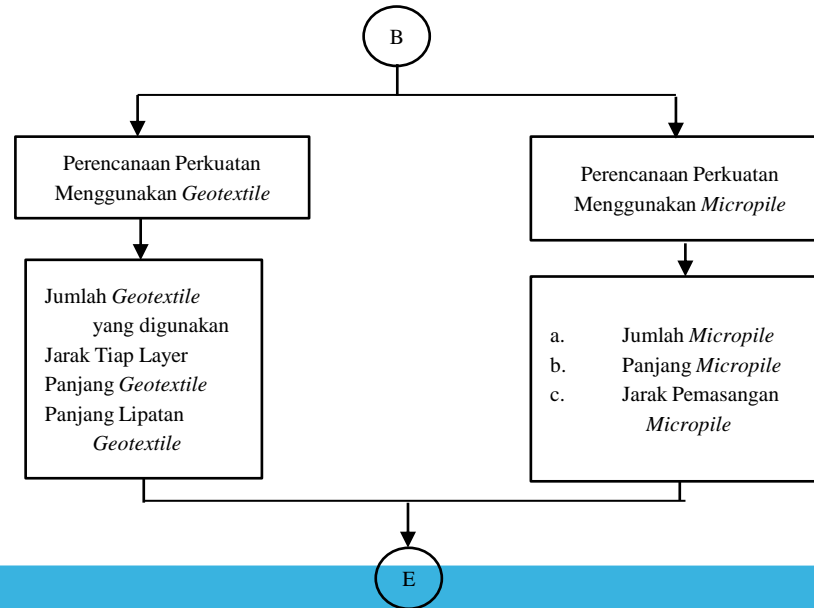 B
Perencanaan Perkuatan
Menggunakan Geotextile
Jumlah Geotextile
yang digunakan
Jarak Tiap Layer
Panjang Geotextile
Panjang Lipatan
Geotextile
Perencanaan Perkuatan
Menggunakan Micropile
a. Jumlah Micropile
b. Panjang Micropile
c. Jarak Pemasangan
Micropile
E